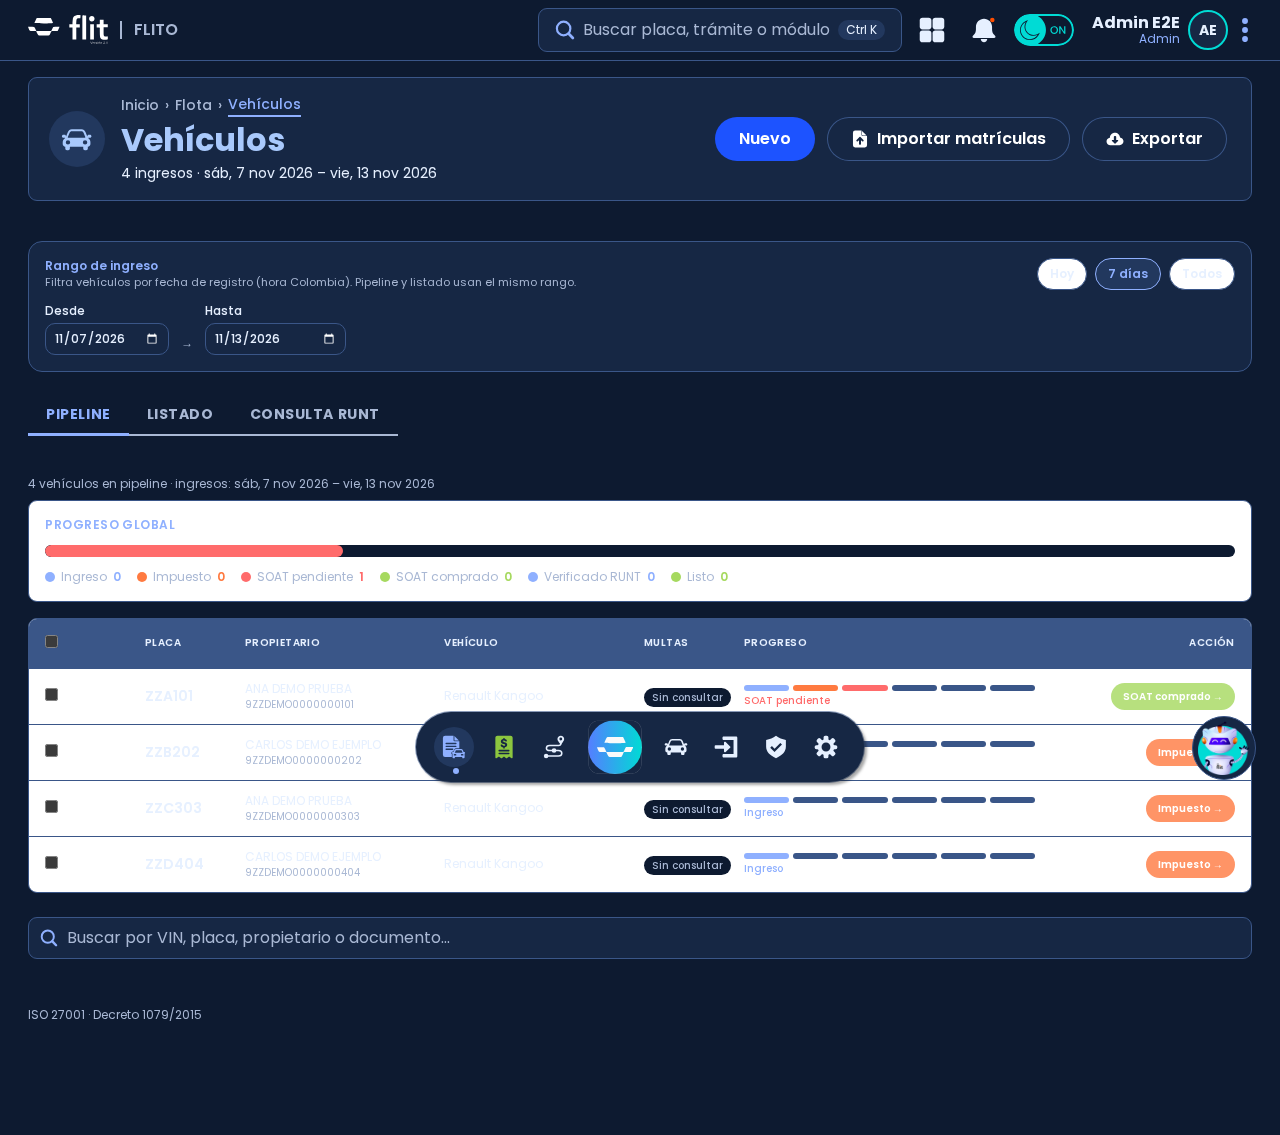 flit | FLITO
Buscar placa, trámite o módulo Ctrl K
ON
Admin E2E
Admin
AE
Inicio › Flota › Vehículos
Vehículos
4 ingresos · sáb, 7 nov 2026 – vie, 13 nov 2026
Nuevo
Importar matrículas
Exportar
Rango de ingreso
Filtra vehículos por fecha de registro (hora Colombia). Pipeline y listado usan el mismo rango.
Hoy
7 días
Todos
Desde
Hasta
11/07/2026
→
11/13/2026
PIPELINE
LISTADO
CONSULTA RUNT
4 vehículos en pipeline · ingresos: sáb, 7 nov 2026 – vie, 13 nov 2026
PROGRESO GLOBAL
Ingreso 0
Impuesto 0
SOAT pendiente 1
SOAT comprado 0
Verificado RUNT 0
Listo 0
PLACA PROPIETARIO VEHÍCULO MULTAS PROGRESO ACCIÓN
ZZA101 ANA DEMO PRUEBA Renault Kangoo Sin consultar SOAT comprado →
9ZZDEMO0000000101 SOAT pendiente
ZZB202 CARLOS DEMO EJEMPLO
9ZZDEMO0000000202
ZZC303 ANA DEMO PRUEBA Renault Kangoo Sin consultar Impuesto →
9ZZDEMO0000000303 Ingreso
ZZD404 CARLOS DEMO EJEMPLO Renault Kangoo Sin consultar Impuesto →
9ZZDEMO0000000404 Ingreso
Buscar por VIN, placa, propietario o documento...
ISO 27001 · Decreto 1079/2015